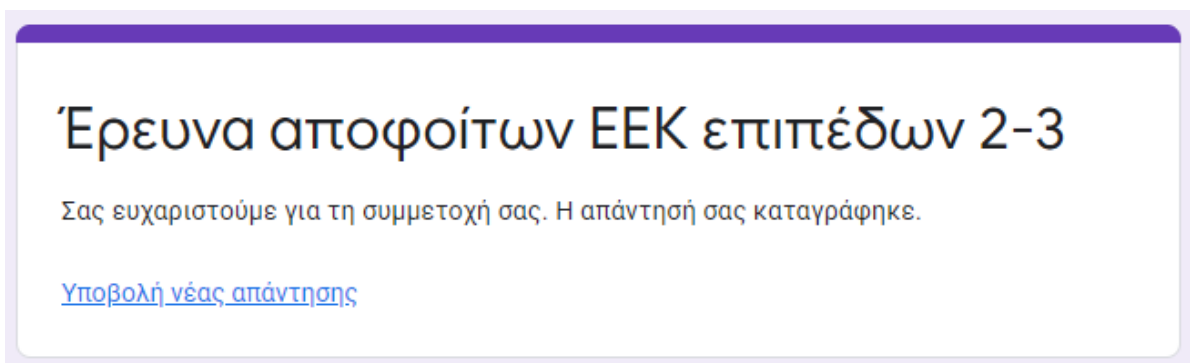 Έρευνα αποφοίτων ΕΕΚ επιπέδων 2-3
Σας ευχαριστούμε για τη συμμετοχή σας. Η απάντησή σας καταγράφηκε.
Υποβολή νέας απάντησης